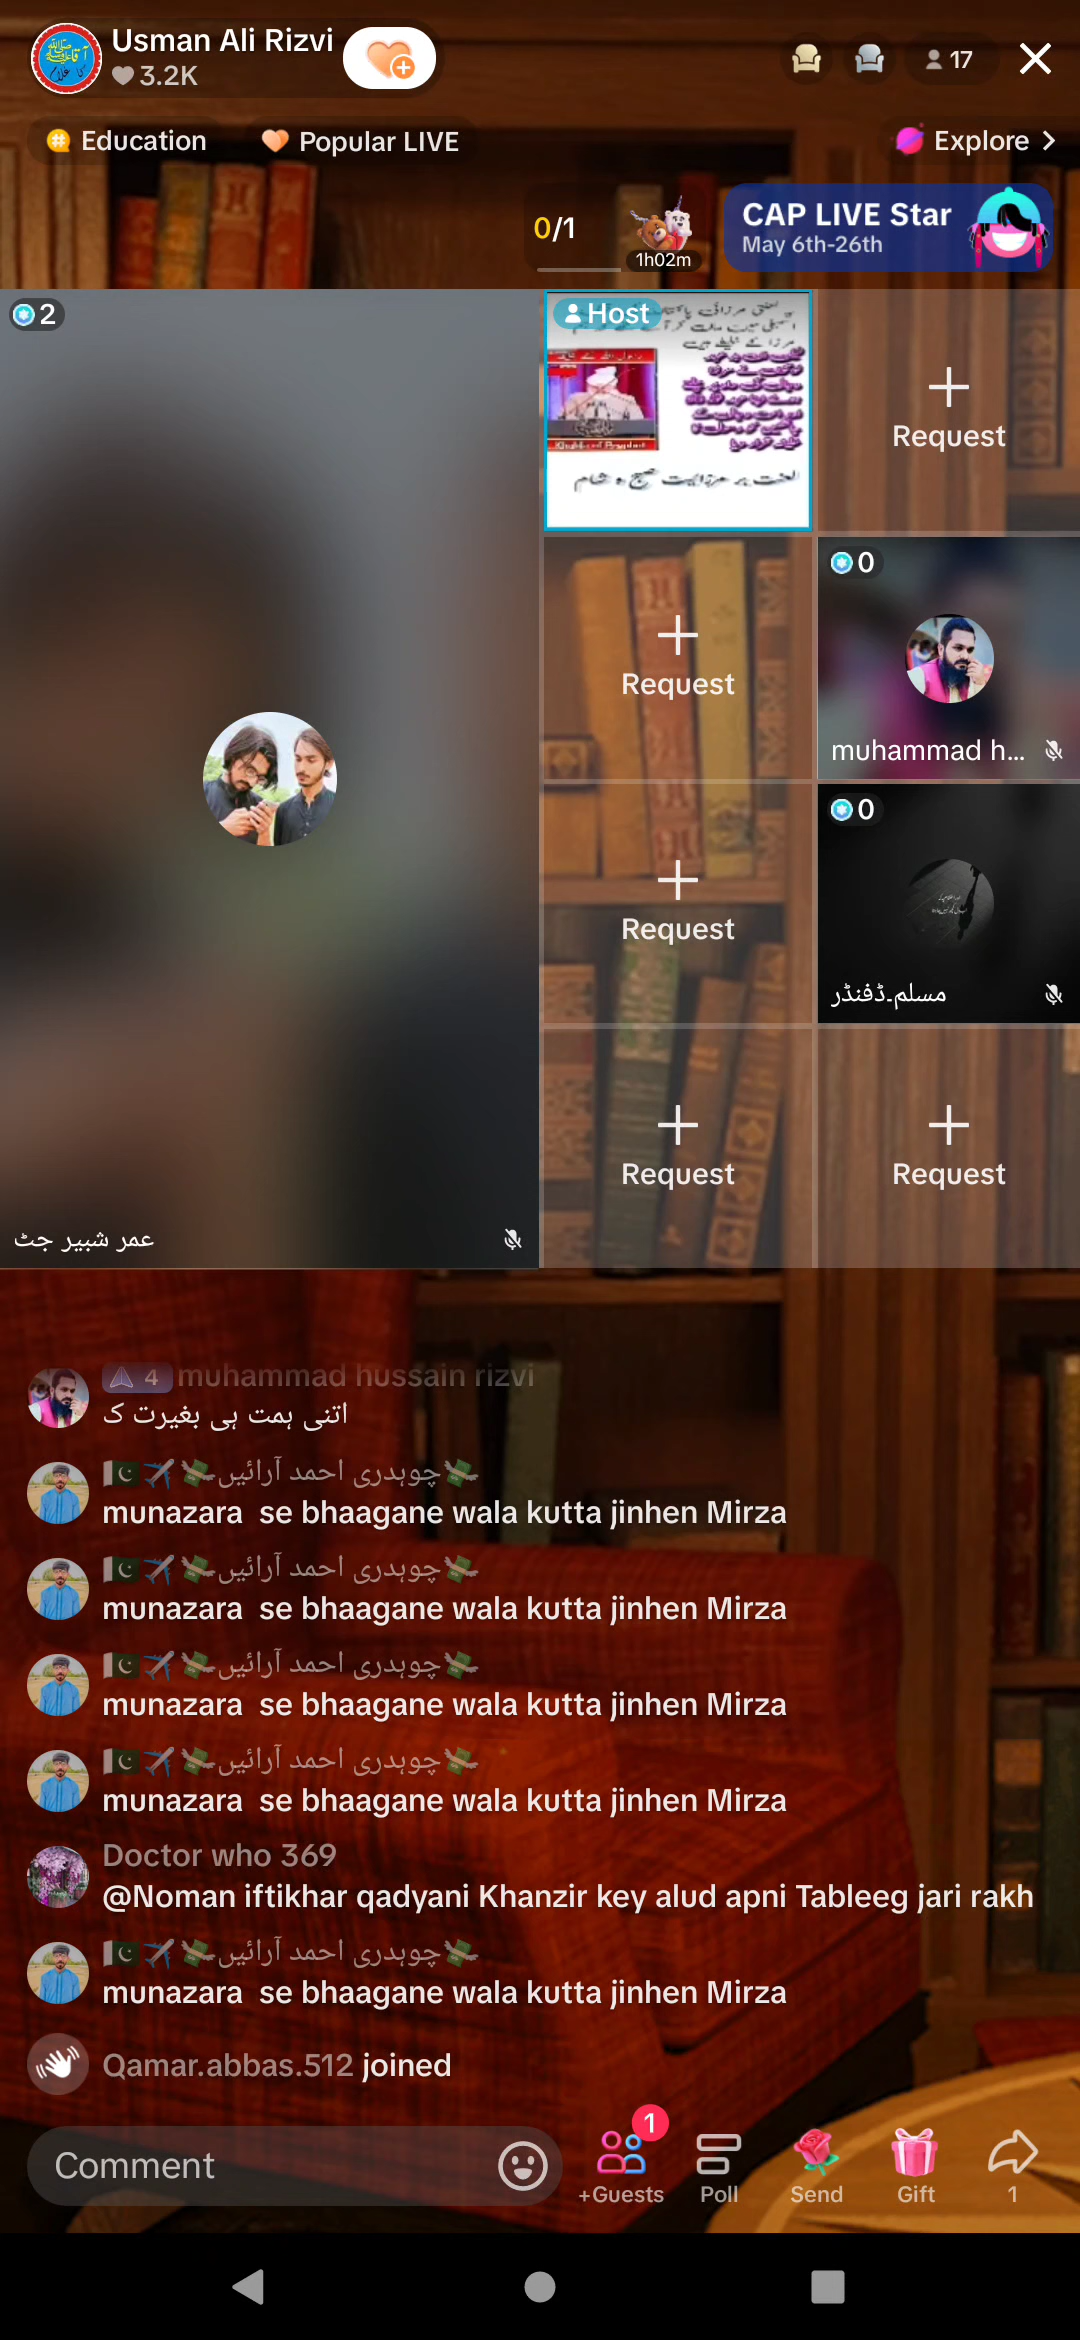 Usman Ali Rizvi
3.2K
17
Education
Popular LIVE
Explore
0/1
1h02m
CAP LIVE Star
May 6th-26th
2
Host
لعنت بر مرزائیت صبح و شام
Request
Request
0
muhammad h...
Request
0
مسلم۔ڈفنڈر
Request
Request
عمر شبیر جٹ
4 muhammad hussain rizvi
اتنی ہمت ہی بغیرت ک
چوہدری احمد آرائیں
munazara se bhaagane wala kutta jinhen Mirza
چوہدری احمد آرائیں
munazara se bhaagane wala kutta jinhen Mirza
چوہدری احمد آرائیں
munazara se bhaagane wala kutta jinhen Mirza
چوہدری احمد آرائیں
munazara se bhaagane wala kutta jinhen Mirza
Doctor who 369
@Noman iftikhar qadyani Khanzir key alud apni Tableeg jari rakh
چوہدری احمد آرائیں
munazara se bhaagane wala kutta jinhen Mirza
Qamar.abbas.512 joined
Comment
1
+Guests
Poll
Send
Gift
1